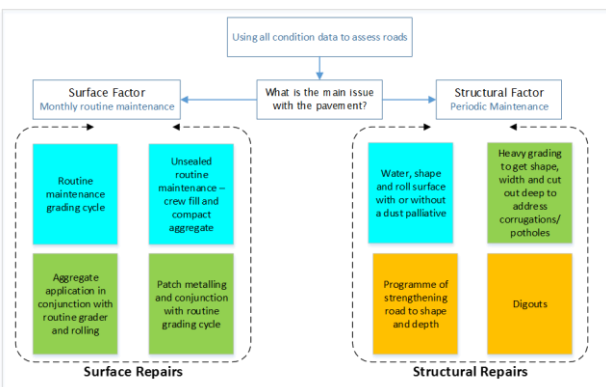 Using all condition data to assess roads
Surface Factor
Monthly routine maintenance
What is the main issue
with the pavement?
Structural Factor
Periodic Maintenance
Routine
maintenance
grading cycle
Unsealed
routine
maintenance –
crew fill and
compact
aggregate
Water, shape
and roll surface
with or without
a dust palliative
Heavy grading
to get shape,
width and cut
out deep to
address
corrugations/
potholes
Aggregate
application in
conjunction with
routine grader
and rolling
Patch metalling
and conjunction
with routine
grading cycle
Programme of
strengthening
road to shape
and depth
Digouts
Surface Repairs
Structural Repairs